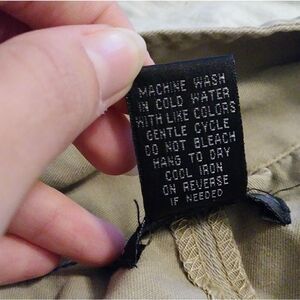 MACHINE WASH
IN COLD WATER
WITH LIKE COLORS
GENTLE CYCLE
DO NOT BLEACH
HANG TO DRY
COOL IRON
ON REVERSE
IF NEEDED